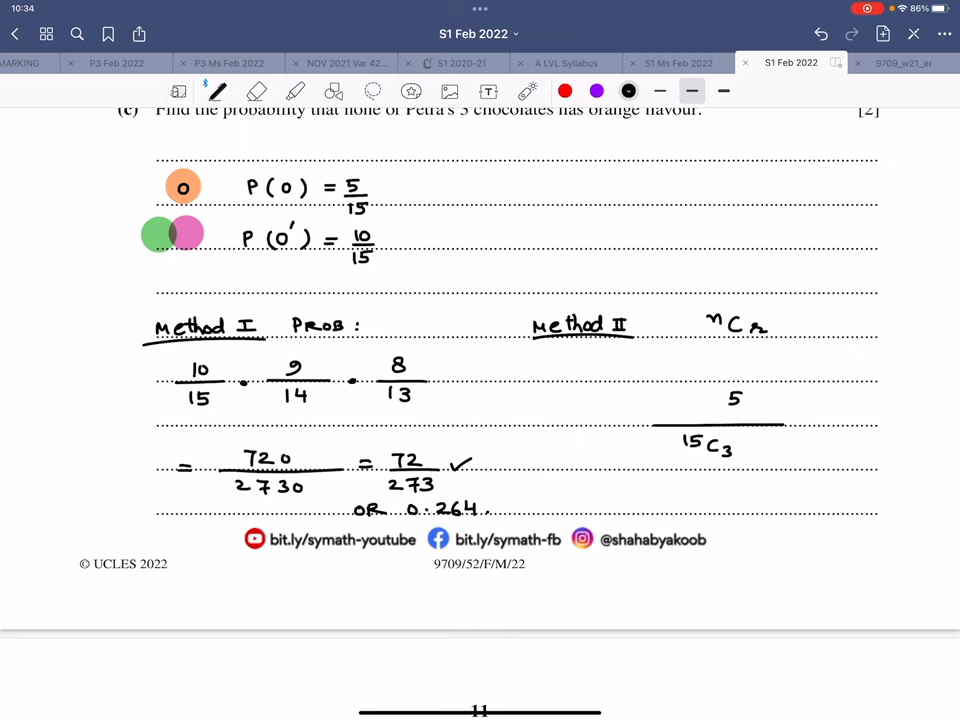 10:34
86%
S1 Feb 2022
MARKING
P3 Feb 2022
P3 Ms Feb 2022
NOV 2021 Var 42...
S1 2020-21
A LVL Syllabus
S1 Ms Feb 2022
S1 Feb 2022
9709_w21_er
(c) Find the probability that none of Petra's 3 chocolates has orange flavour. [2]
O P(O) = 5/15
P(O') = 10/15
Method I PROB :
10/15 . 9/14 . 8/13
= 720/2730 = 72/273 ✓
OR 0.264.
Method II nCr
5
15C3
bit.ly/symath-youtube bit.ly/symath-fb @shahabyakoob
© UCLES 2022 9709/52/F/M/22
11